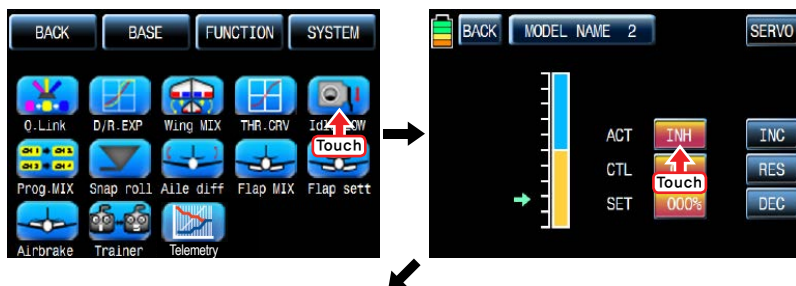 BACK BASE FUNCTION SYSTEM
Q.Link D/R.EXP Wing MIX THR.CRV
Touch
Prog.MIX Snap roll Aile diff Flap MIX Flap sett
Airbrake Trainer Telemetry
BACK MODEL NAME 2 SERVO
ACT INH INC
CTL Touch RES
SET 000% DEC